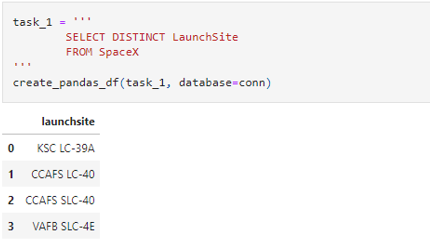 task_1 = '''
SELECT DISTINCT LaunchSite
FROM SpaceX
'''
create_pandas_df(task_1, database=conn)
launchsite
0 KSC LC-39A
1 CCAFS LC-40
2 CCAFS SLC-40
3 VAFB SLC-4E